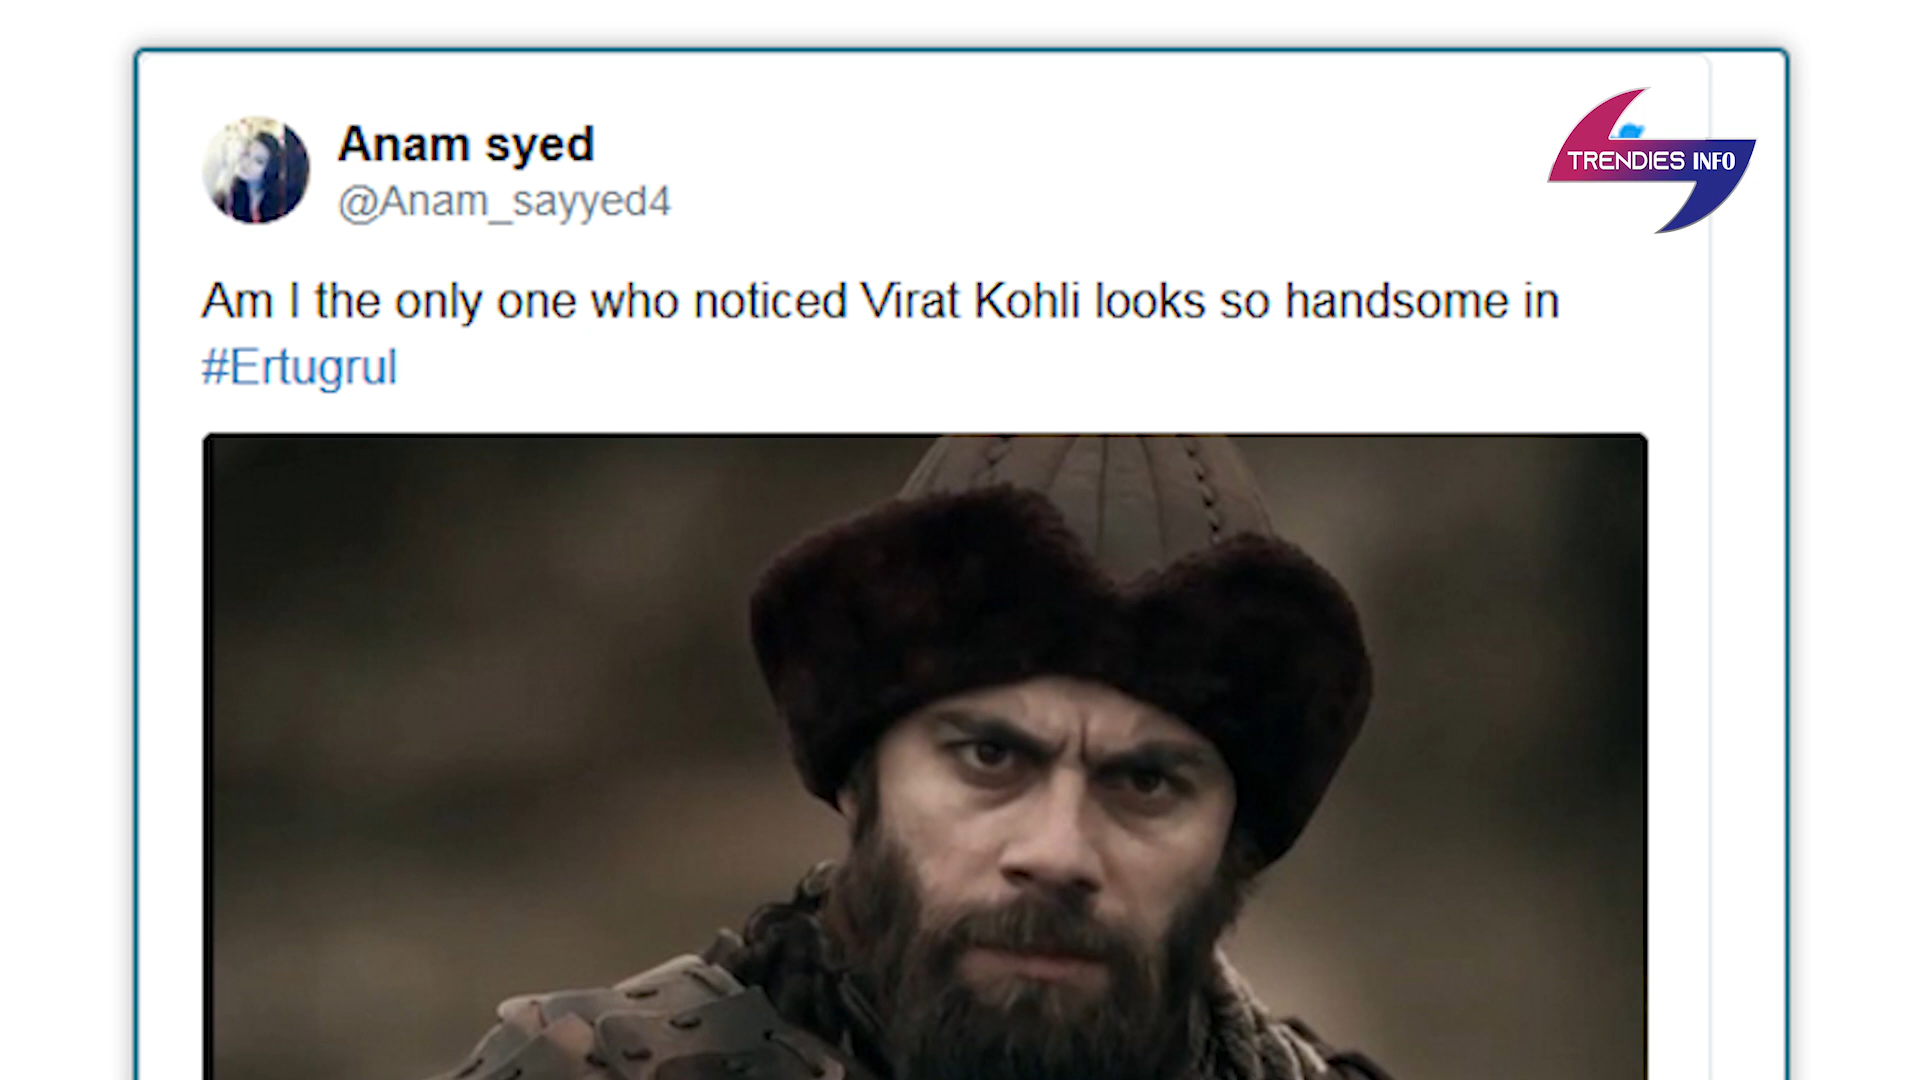 Anam syed
@Anam_sayyed4
TRENDIES INFO
Am I the only one who noticed Virat Kohli looks so handsome in
#Ertugrul